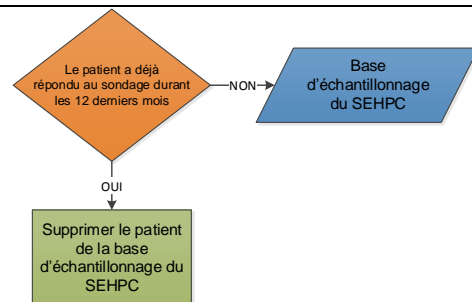 Le patient a déjà
répondu au sondage durant
les 12 derniers mois
NON
Base
d'échantillonnage
du SEHPC
OUI
Supprimer le patient
de la base
d'échantillonnage du
SEHPC